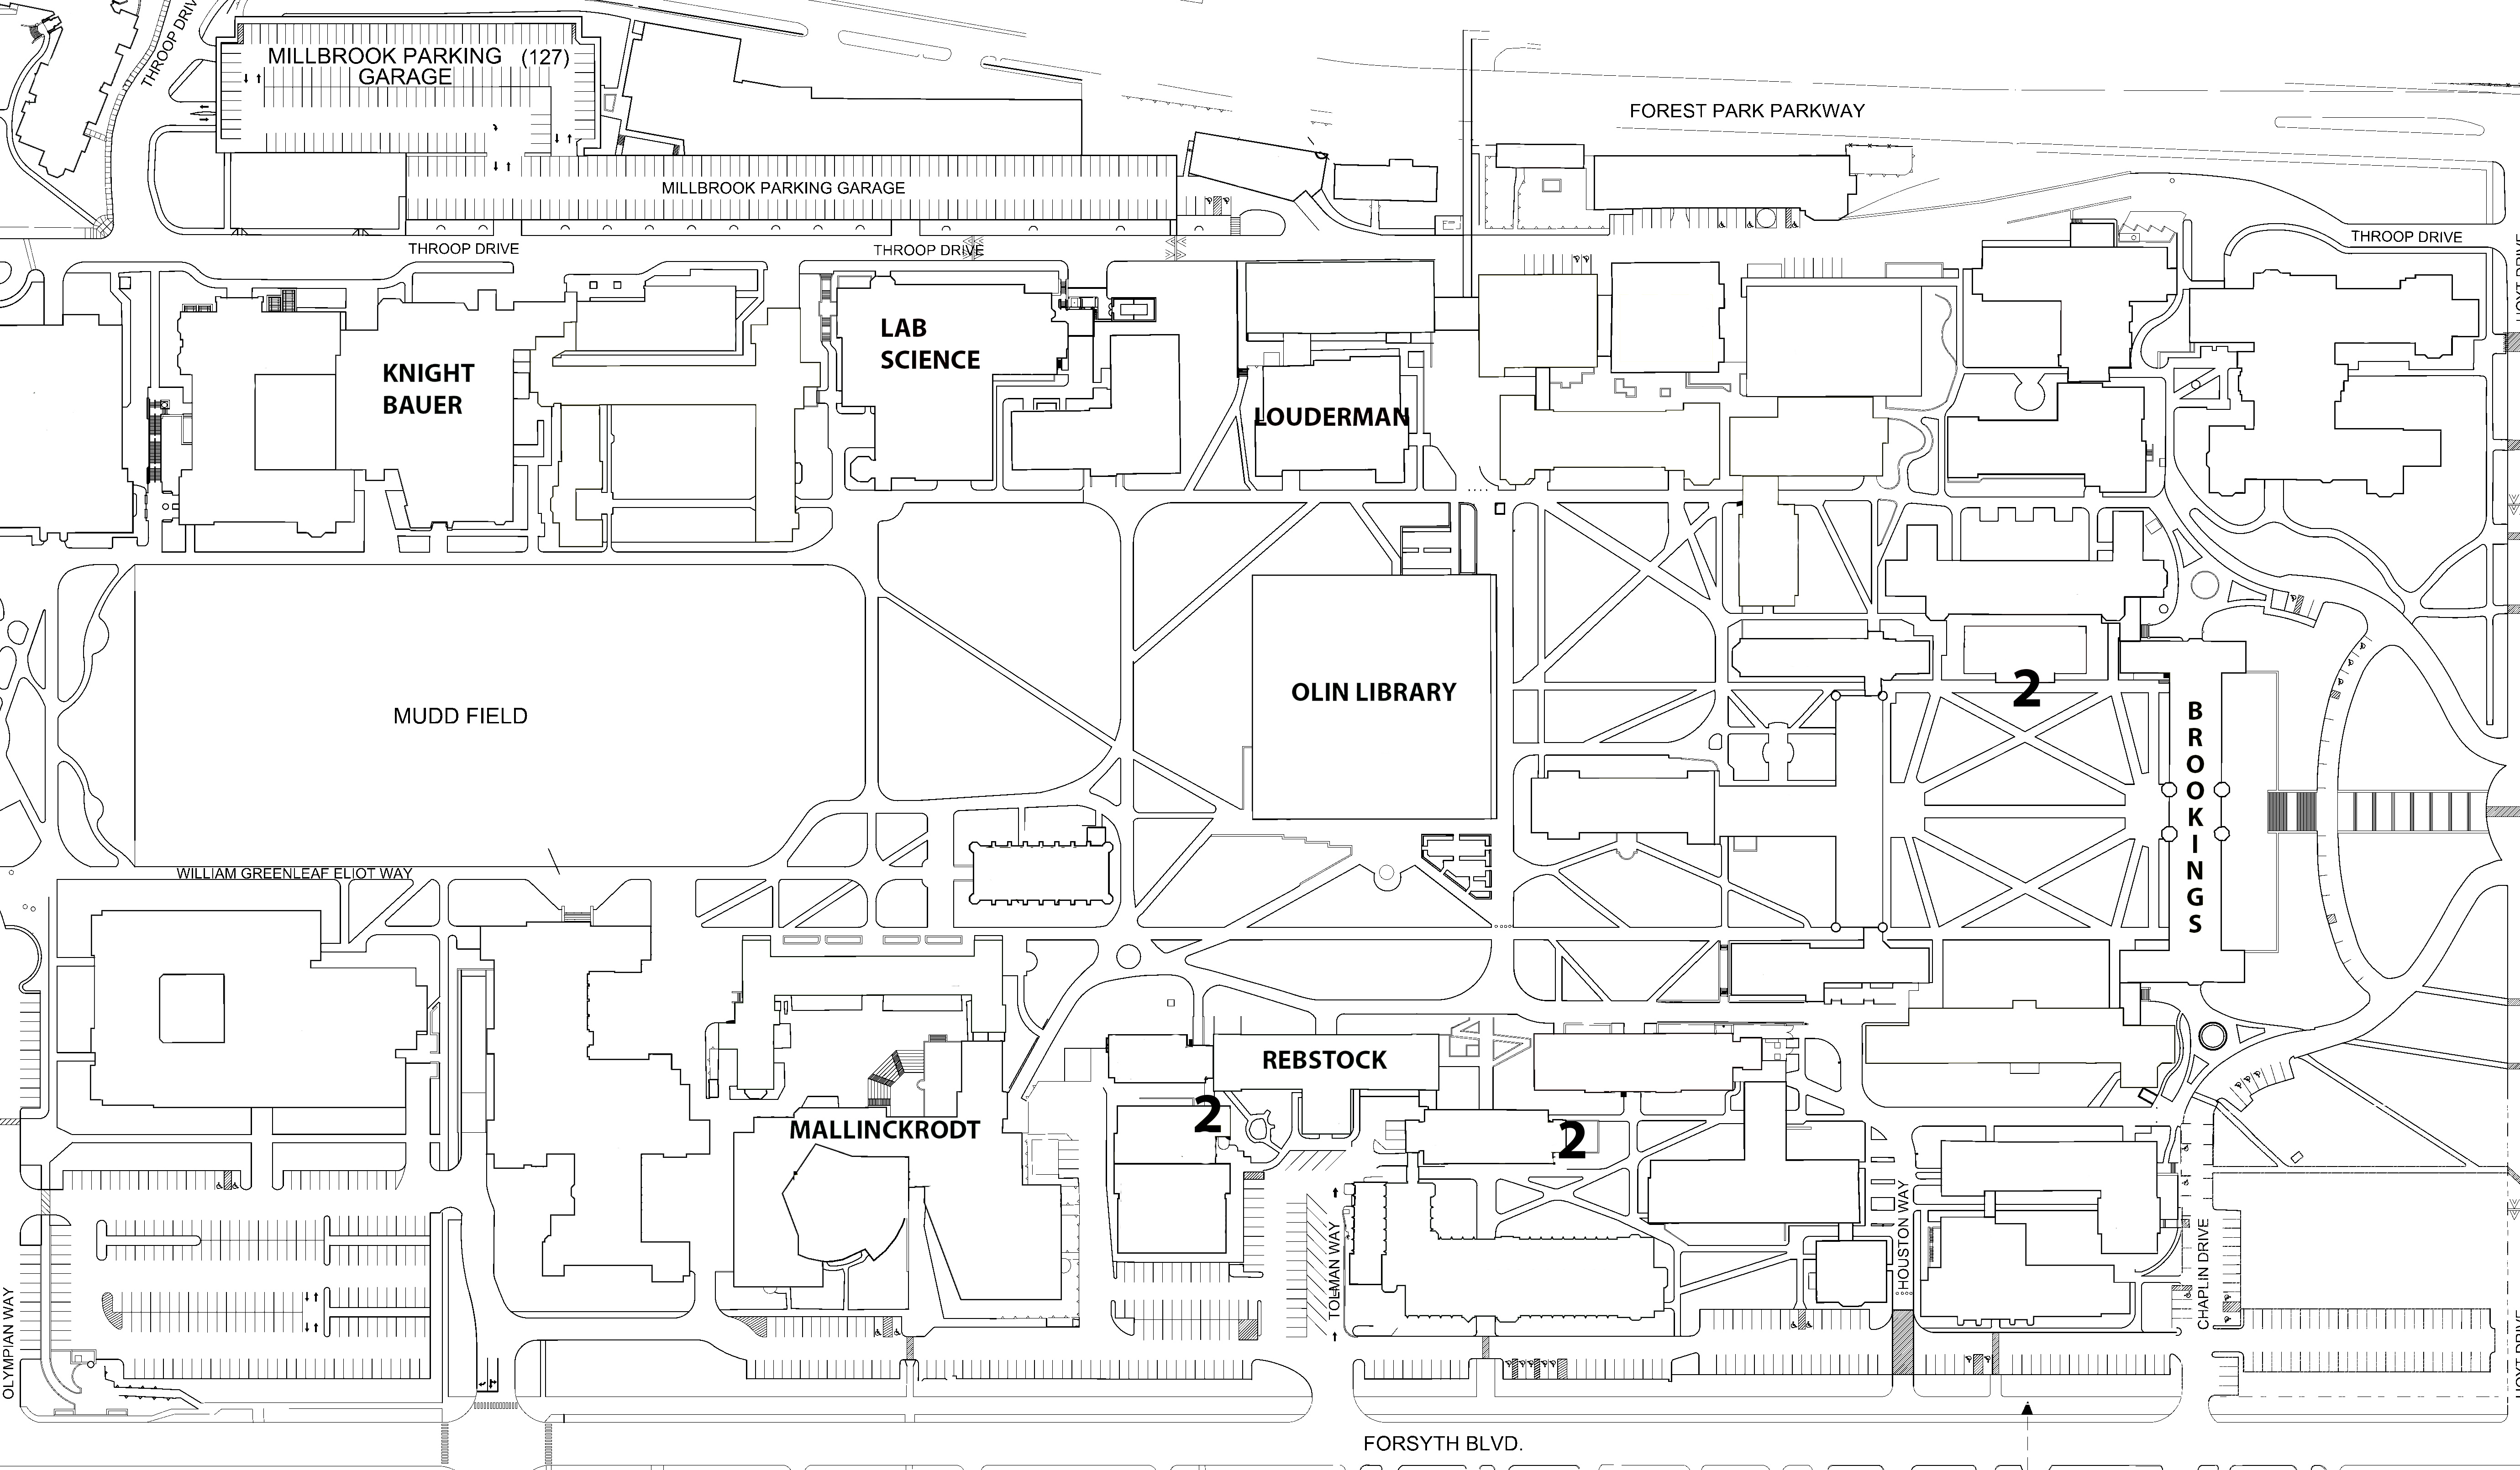 THROOP DRIV
MILLBROOK PARKING (127)
GARAGE
FOREST PARK PARKWAY
MILLBROOK PARKING GARAGE
THROOP DRIVE
THROOP DRIVE
THROOP DRIVE
HOYT DRIVE
LAB
SCIENCE
KNIGHT
BAUER
LOUDERMAN
OLIN LIBRARY
2
MUDD FIELD
BROOKINGS
WILLIAM GREENLEAF ELIOT WAY
REBSTOCK
2
MALLINCKRODT
2
HOUSTON WAY
TOLMAN WAY
CHAPLIN DRIVE
OLYMPIAN WAY
HOYT DRIVE
FORSYTH BLVD.